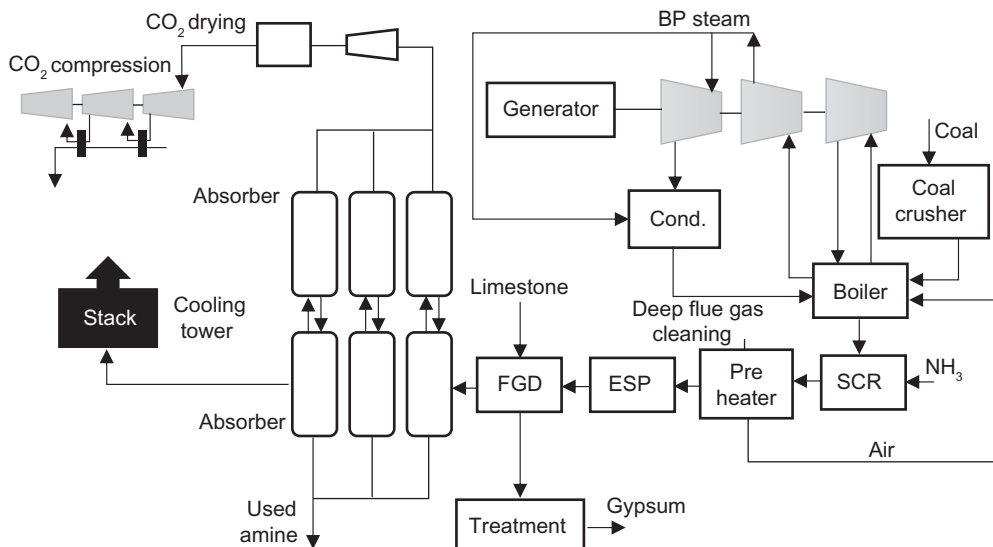 CO2 drying
BP steam
CO2 compression
Generator
Coal
Coal
crusher
Absorber
Cond.
Boiler
Limestone
Deep flue gas
cleaning
Stack
Cooling
tower
FGD
ESP
Pre
heater
SCR
NH3
Absorber
Air
Used
amine
Treatment
Gypsum